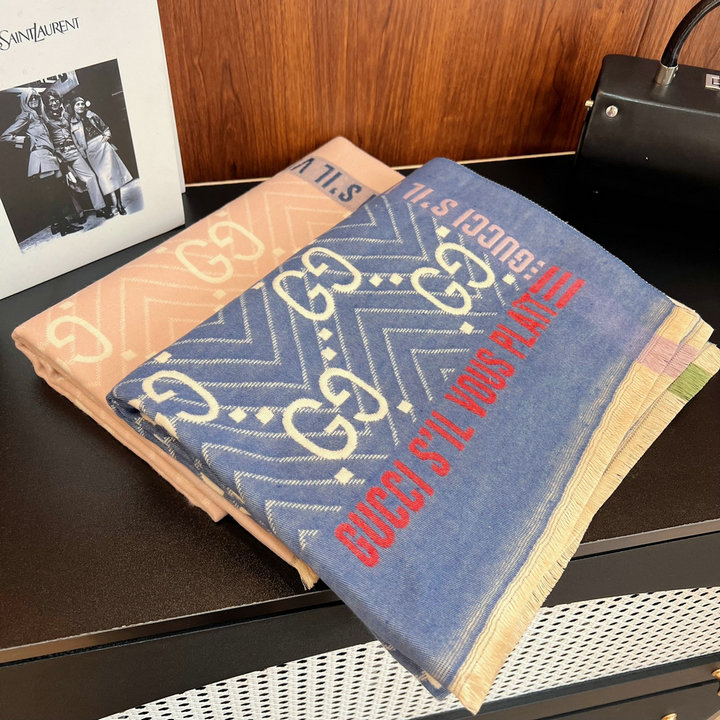 SAINT LAURENT
S'IL V
:GUCCI S'IL
GUCCI S'IL VOUS PLAIT